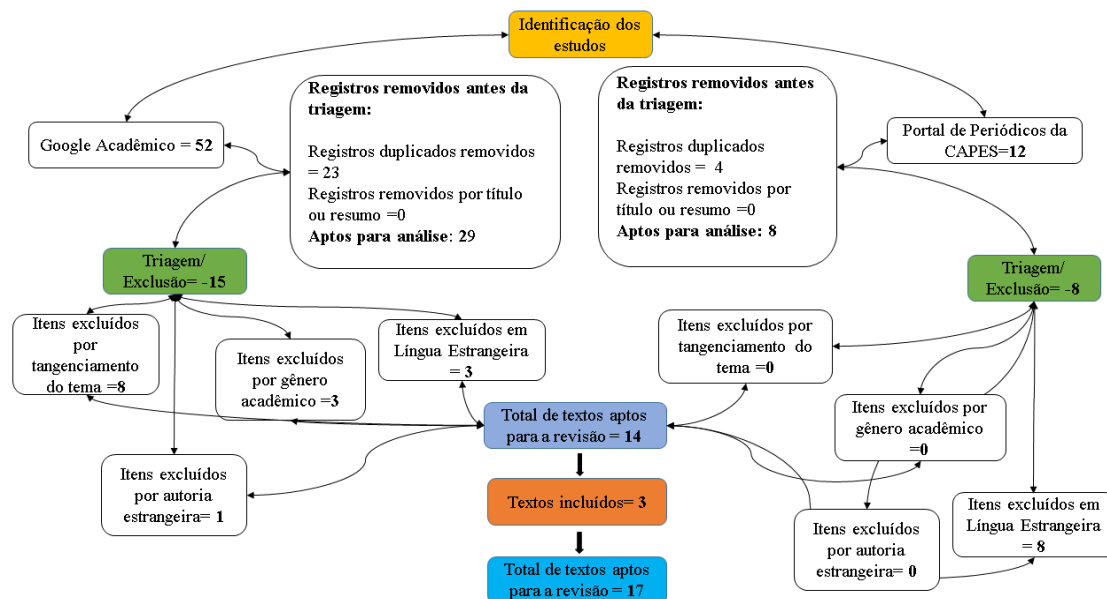 Identificação dos
estudos
Registros removidos antes da
triagem:
Registros duplicados removidos
= 23
Registros removidos por título
ou resumo =0
Aptos para análise: 29
Registros removidos antes
da triagem:
Registros duplicados
removidos = 4
Registros removidos por
título ou resumo =0
Aptos para análise: 8
Google Acadêmico = 52
Portal de Periódicos da
CAPES=12
Triagem/
Exclusão= -15
Triagem/
Exclusão= -8
Itens excluídos
por
tangenciamento
do tema =8
Itens excluídos
por gênero
acadêmico =3
Itens excluídos em
Língua Estrangeira
= 3
Itens excluídos por
tangenciamento do
tema =0
Itens excluídos por
gênero acadêmico
=0
Total de textos aptos
para a revisão = 14
Itens excluídos
por autoria
estrangeira= 1
Textos incluídos= 3
Itens excluídos
por autoria
estrangeira= 0
Itens excluídos em
Língua Estrangeira
= 8
Total de textos aptos
para a revisão = 17